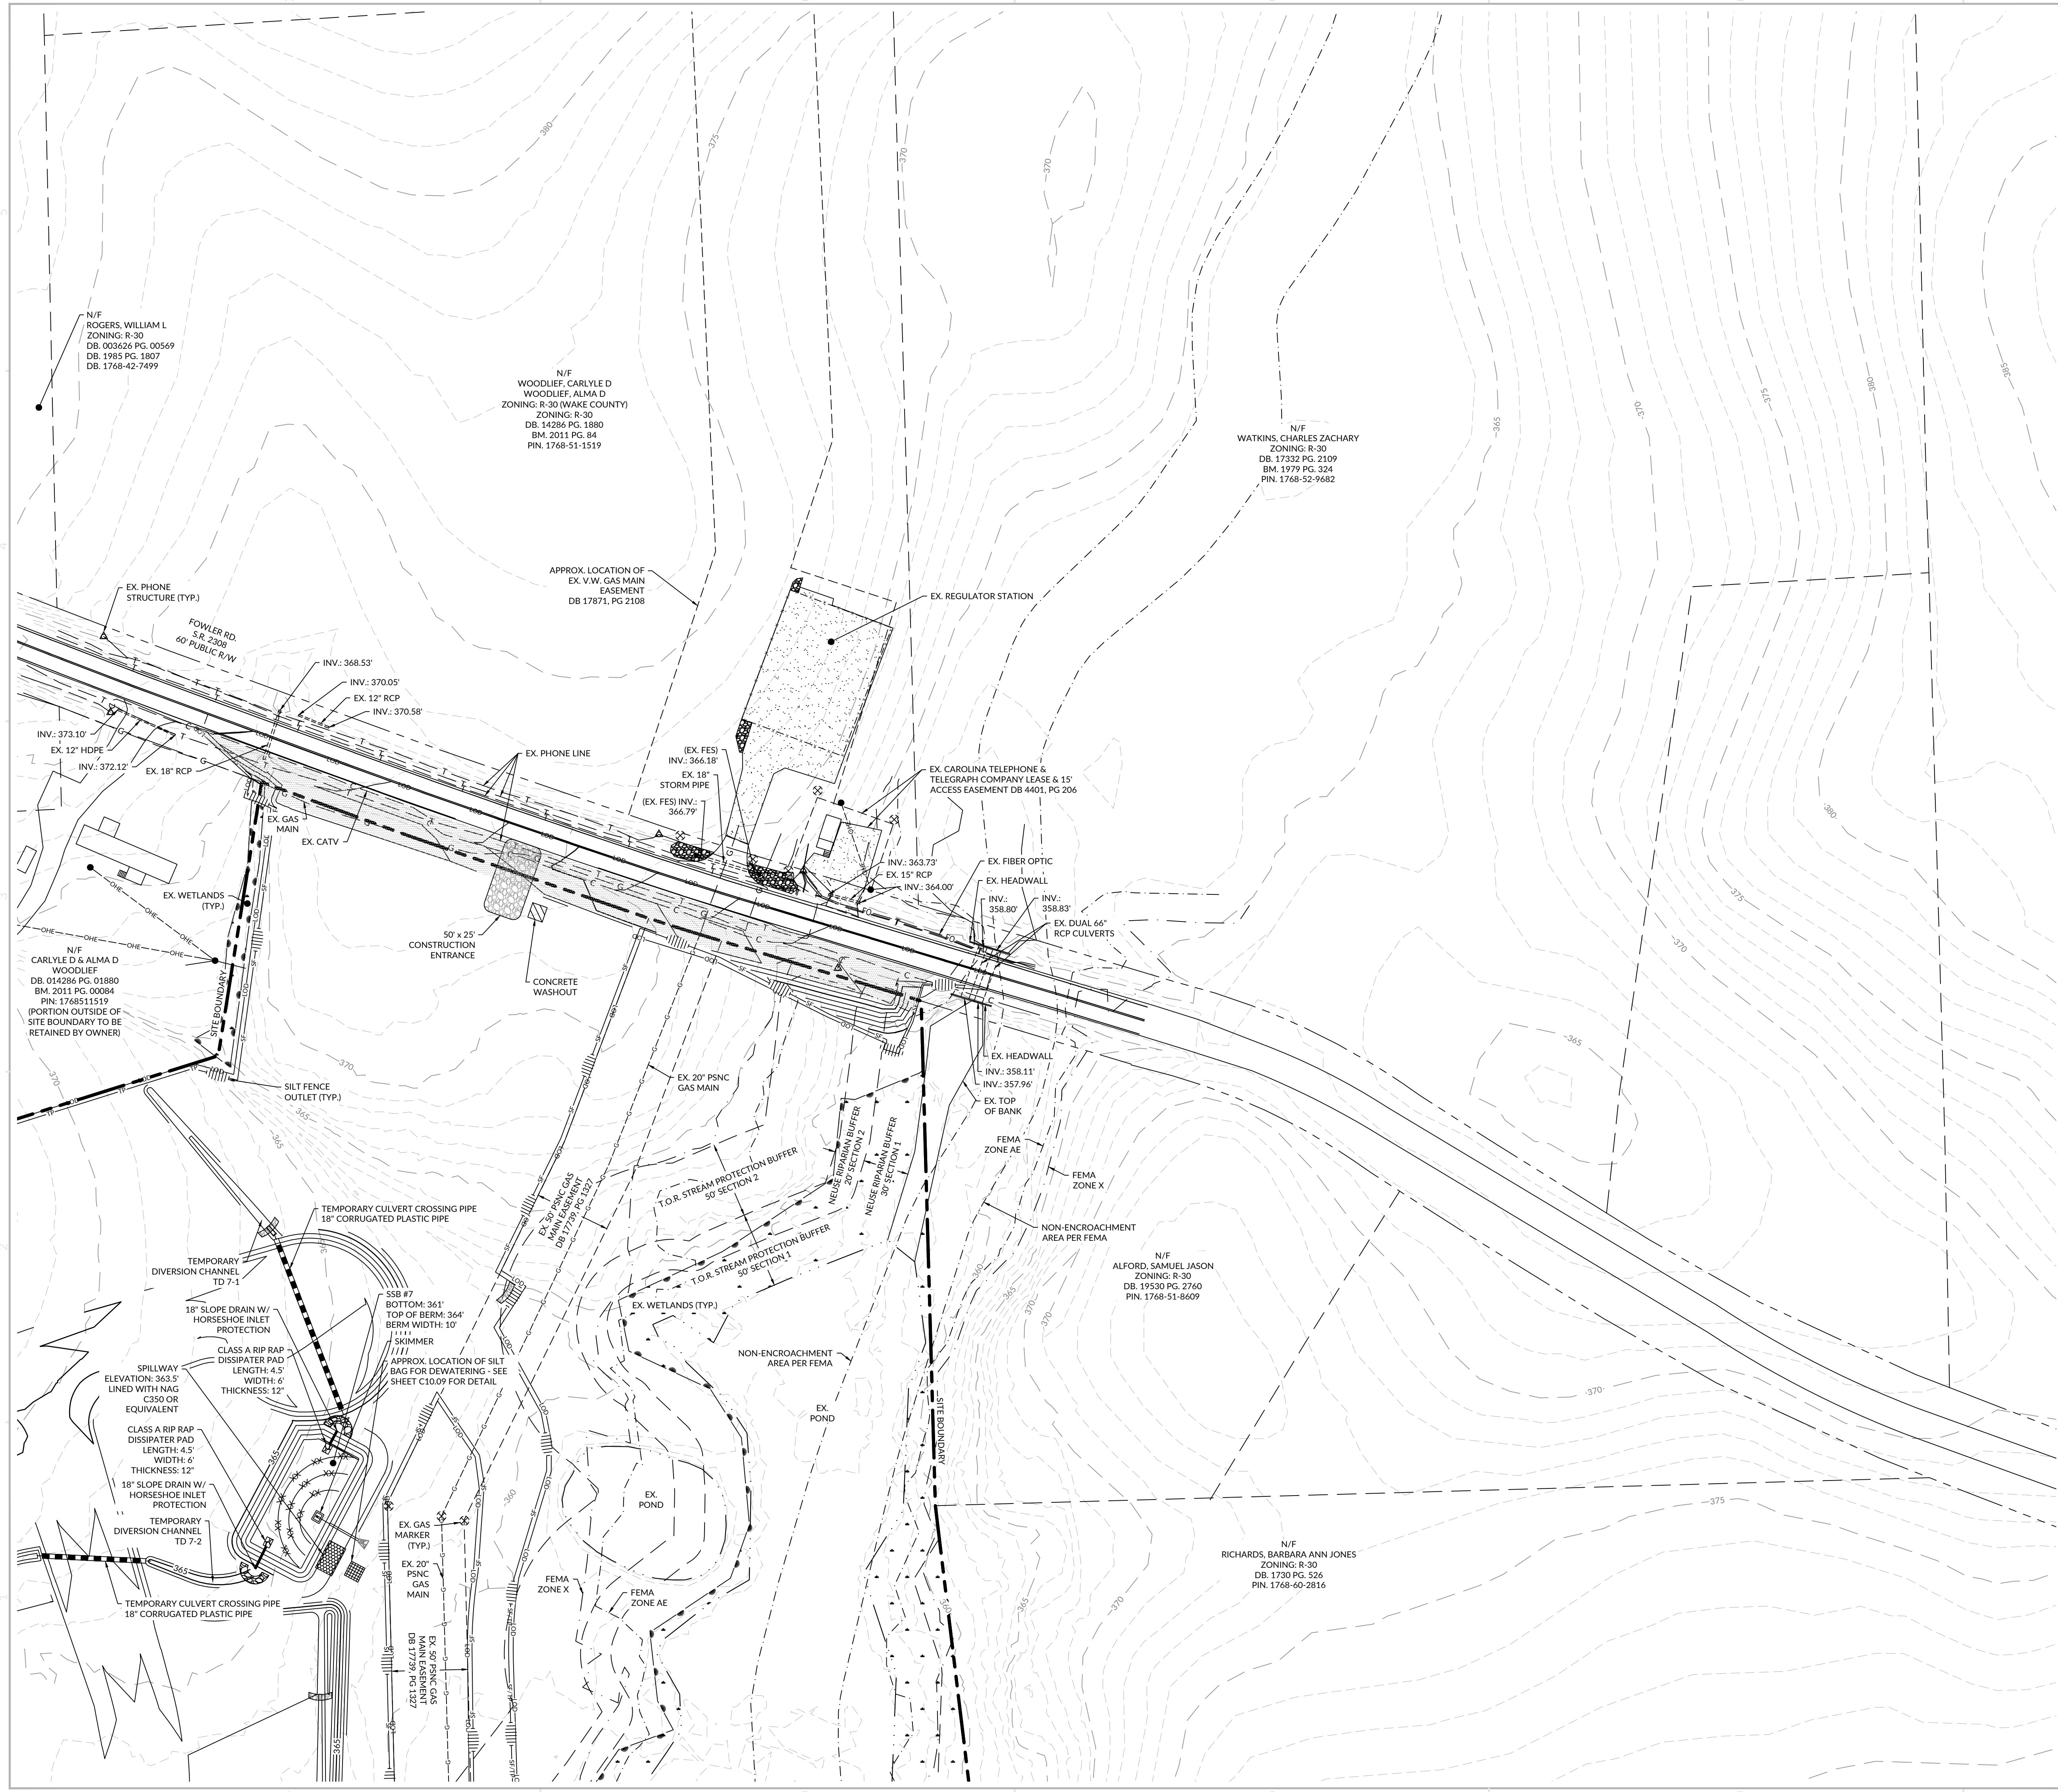 380
375
370
370
385
380
375
370
365
N/F
ROGERS, WILLIAM L
ZONING: R-30
DB. 003626 PG. 00569
DB. 1985 PG. 1807
DB. 1768-42-7499
N/F
WOODLIEF, CARLYLE D
WOODLIEF, ALMA D
ZONING: R-30 (WAKE COUNTY)
ZONING: R-30
DB. 14286 PG. 1880
BM. 2011 PG. 84
PIN. 1768-51-1519
N/F
WATKINS, CHARLES ZACHARY
ZONING: R-30
DB. 17332 PG. 2109
BM. 1979 PG. 324
PIN. 1768-52-9682
APPROX. LOCATION OF
EX. V.W. GAS MAIN
EASEMENT
DB 17871, PG 2108
EX. REGULATOR STATION
EX. PHONE
STRUCTURE (TYP.)
FOWLER RD.
S.R. 2308
60' PUBLIC R/W
INV.: 368.53'
INV.: 370.05'
EX. 12" RCP
INV.: 370.58'
INV.: 373.10'
EX. 12" HDPE
INV.: 372.12'
EX. 18" RCP
EX. PHONE LINE
(EX. FES)
INV.: 366.18'
EX. 18"
STORM PIPE
(EX. FES) INV.:
366.79'
EX. CAROLINA TELEPHONE &
TELEGRAPH COMPANY LEASE & 15'
ACCESS EASEMENT DB 4401, PG 206
EX. GAS
MAIN
EX. CATV
INV.: 363.73'
EX. 15" RCP
INV.: 364.00'
EX. FIBER OPTIC
EX. HEADWALL
INV.:
358.80'
INV.:
358.83'
EX. DUAL 66"
RCP CULVERTS
EX. WETLANDS
(TYP.)
50' x 25'
CONSTRUCTION
ENTRANCE
CONCRETE
WASHOUT
N/F
CARLYLE D & ALMA D
WOODLIEF
DB. 014286 PG. 01880
BM. 2011 PG. 00084
PIN: 1768511519
(PORTION OUTSIDE OF
SITE BOUNDARY TO BE
RETAINED BY OWNER)
OHE
OHE
OHE
OHE
OHE
OHE
SITE BOUNDARY
SILT FENCE
OUTLET (TYP.)
370
370
365
365
365
EX. 20" PSNC
GAS MAIN
EX. HEADWALL
INV.: 358.11'
INV.: 357.96'
EX. TOP
OF BANK
FEMA
ZONE AE
FEMA
ZONE X
NEUSE RIPARIAN BUFFER
20' SECTION 2
NEUSE RIPARIAN BUFFER
30' SECTION 1
T.O.R. STREAM PROTECTION BUFFER
50' SECTION 2
T.O.R. STREAM PROTECTION BUFFER
50' SECTION 1
EX. 50' PSNC GAS
MAIN EASEMENT
DB 17739, PG 1327
NON-ENCROACHMENT
AREA PER FEMA
N/F
ALFORD, SAMUEL JASON
ZONING: R-30
DB. 19530 PG. 2760
PIN. 1768-51-8609
TEMPORARY CULVERT CROSSING PIPE
18" CORRUGATED PLASTIC PIPE
TEMPORARY
DIVERSION CHANNEL
TD 7-1
SSB #7
BOTTOM: 361'
TOP OF BERM: 364'
BERM WIDTH: 10'
18" SLOPE DRAIN W/
HORSESHOE INLET
PROTECTION
SKIMMER
EX. WETLANDS (TYP.)
360
365
370
370
APPROX. LOCATION OF SILT
BAG FOR DEWATERING - SEE
SHEET C10.09 FOR DETAIL
CLASS A RIP RAP
DISSIPATER PAD
LENGTH: 4.5'
WIDTH: 6'
THICKNESS: 12"
SPILLWAY
ELEVATION: 363.5'
LINED WITH NAG
C350 OR
EQUIVALENT
NON-ENCROACHMENT
AREA PER FEMA
370
EX.
POND
SITE BOUNDARY
CLASS A RIP RAP
DISSIPATER PAD
LENGTH: 4.5'
WIDTH: 6'
THICKNESS: 12"
365
18" SLOPE DRAIN W/
HORSESHOE INLET
PROTECTION
EX.
POND
360
375
TEMPORARY
DIVERSION CHANNEL
TD 7-2
EX. GAS
MARKER
(TYP.)
EX. 20"
PSNC
GAS
MAIN
365
N/F
RICHARDS, BARBARA ANN JONES
ZONING: R-30
DB. 1730 PG. 526
PIN. 1768-60-2816
FEMA
ZONE X
FEMA
ZONE AE
TEMPORARY CULVERT CROSSING PIPE
18" CORRUGATED PLASTIC PIPE
360
365
370
EX. 50' PSNC GAS
MAIN EASEMENT
DB 17739, PG 1327
365